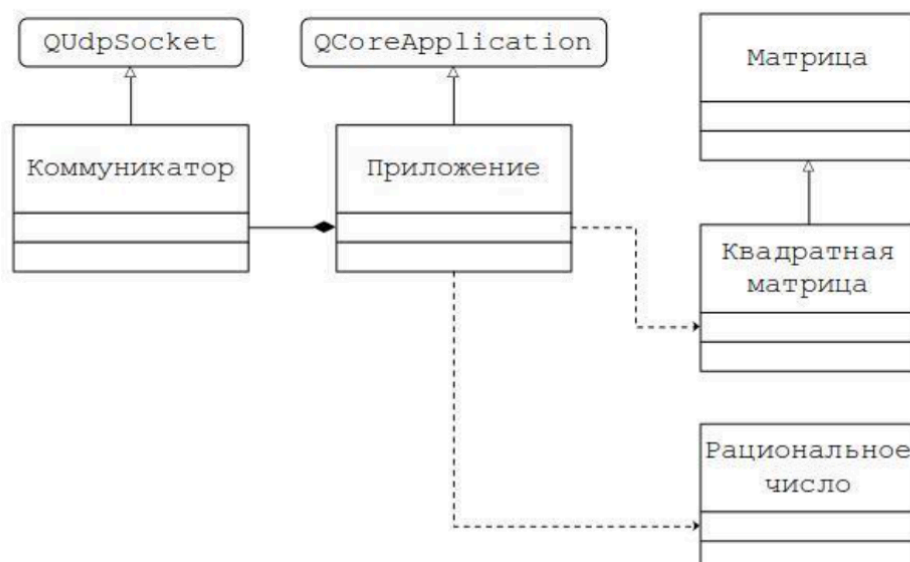 QUdpSocket
QCoreApplication
Матрица
Коммуникатор
Приложение
Квадратная
матрица
Рациональное
число